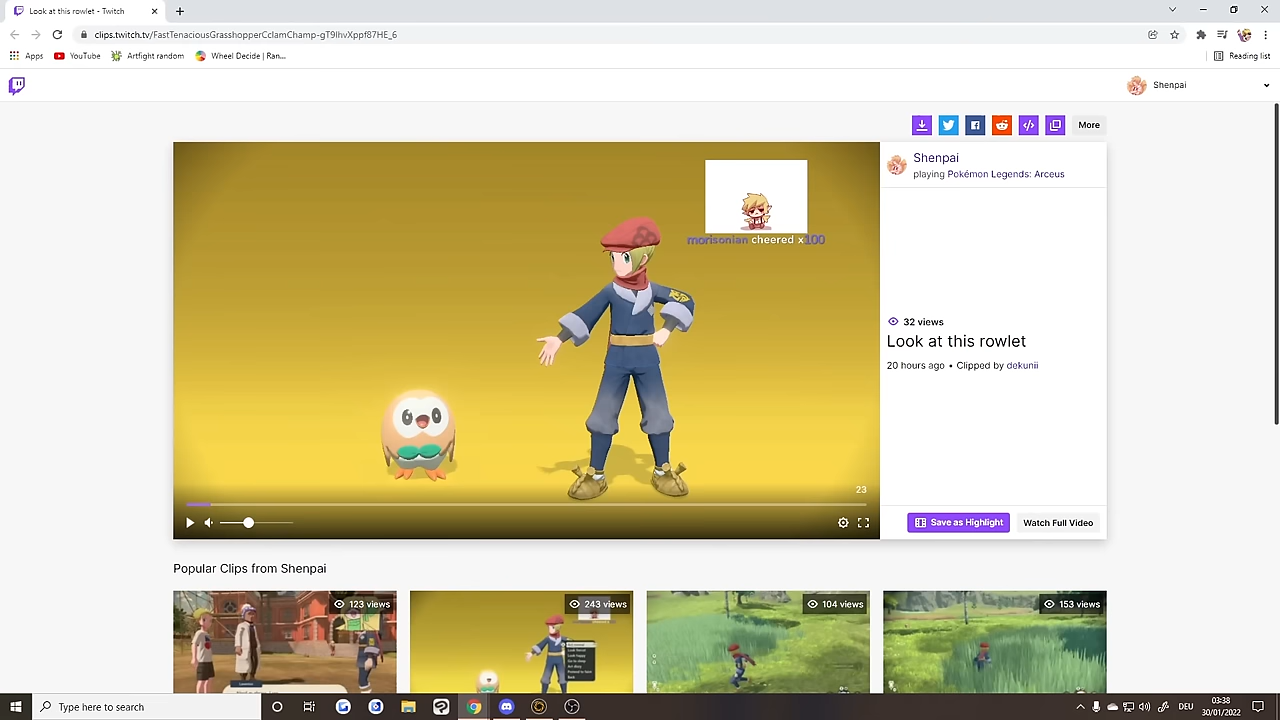 Look at this rowlet - Twitch
clips.twitch.tv/FastTenaciousGrasshopperCclamChamp-gT9IhvXppf87HE_6
Apps
YouTube
Artfight random
Wheel Decide | Ran...
Reading list
Shenpai
More
Shenpai
playing Pokémon Legends: Arceus
morisonian cheered x100
32 views
Look at this rowlet
20 hours ago • Clipped by dekunii
23
Save as Highlight
Watch Full Video
Popular Clips from Shenpai
123 views
243 views
104 views
153 views
Type here to search
DEU
03:38
30/01/2022